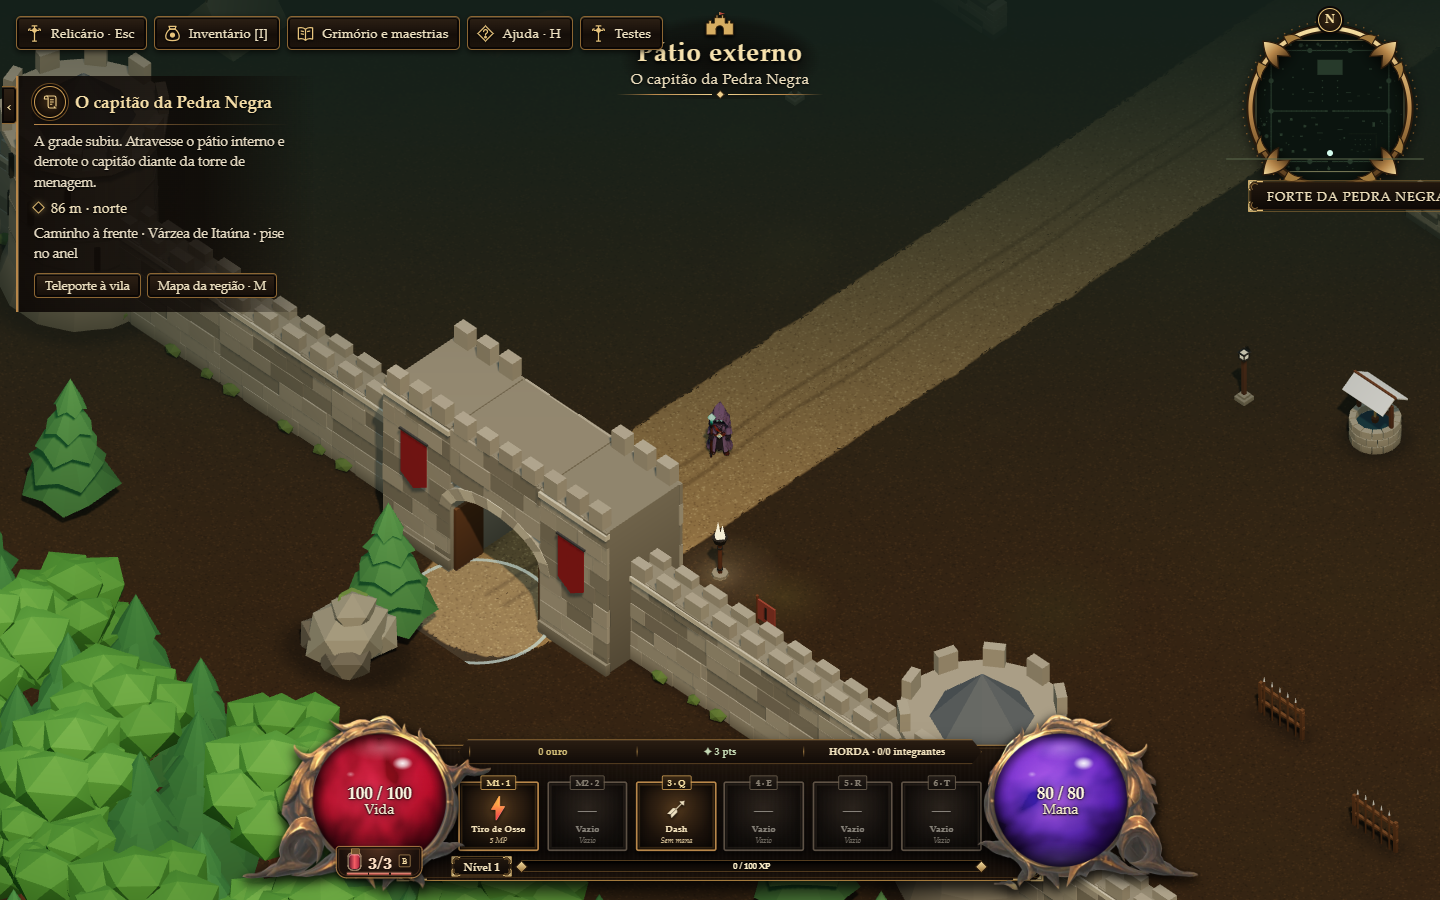 Relicário · Esc
Inventário [I]
Grimório e maestrias
Ajuda · H
Testes
Pátio externo
O capitão da Pedra Negra
N
FORTE DA PEDRA NEGRA
‹
O capitão da Pedra Negra
A grade subiu. Atravesse o pátio interno e
derrote o capitão diante da torre de
menagem.
86 m · norte
Caminho à frente · Várzea de Itaúna · pise
no anel
Teleporte à vila
Mapa da região · M
0 ouro
3 pts
HORDA · 0/0 integrantes
100 / 100
Vida
3/3
B
M1 · 1
Tiro de Osso
5 MP
M2 · 2
Vazio
Vazio
3 · Q
Dash
Sem mana
4 · E
Vazio
Vazio
5 · R
Vazio
Vazio
6 · T
Vazio
Vazio
80 / 80
Mana
Nível 1
0 / 100 XP